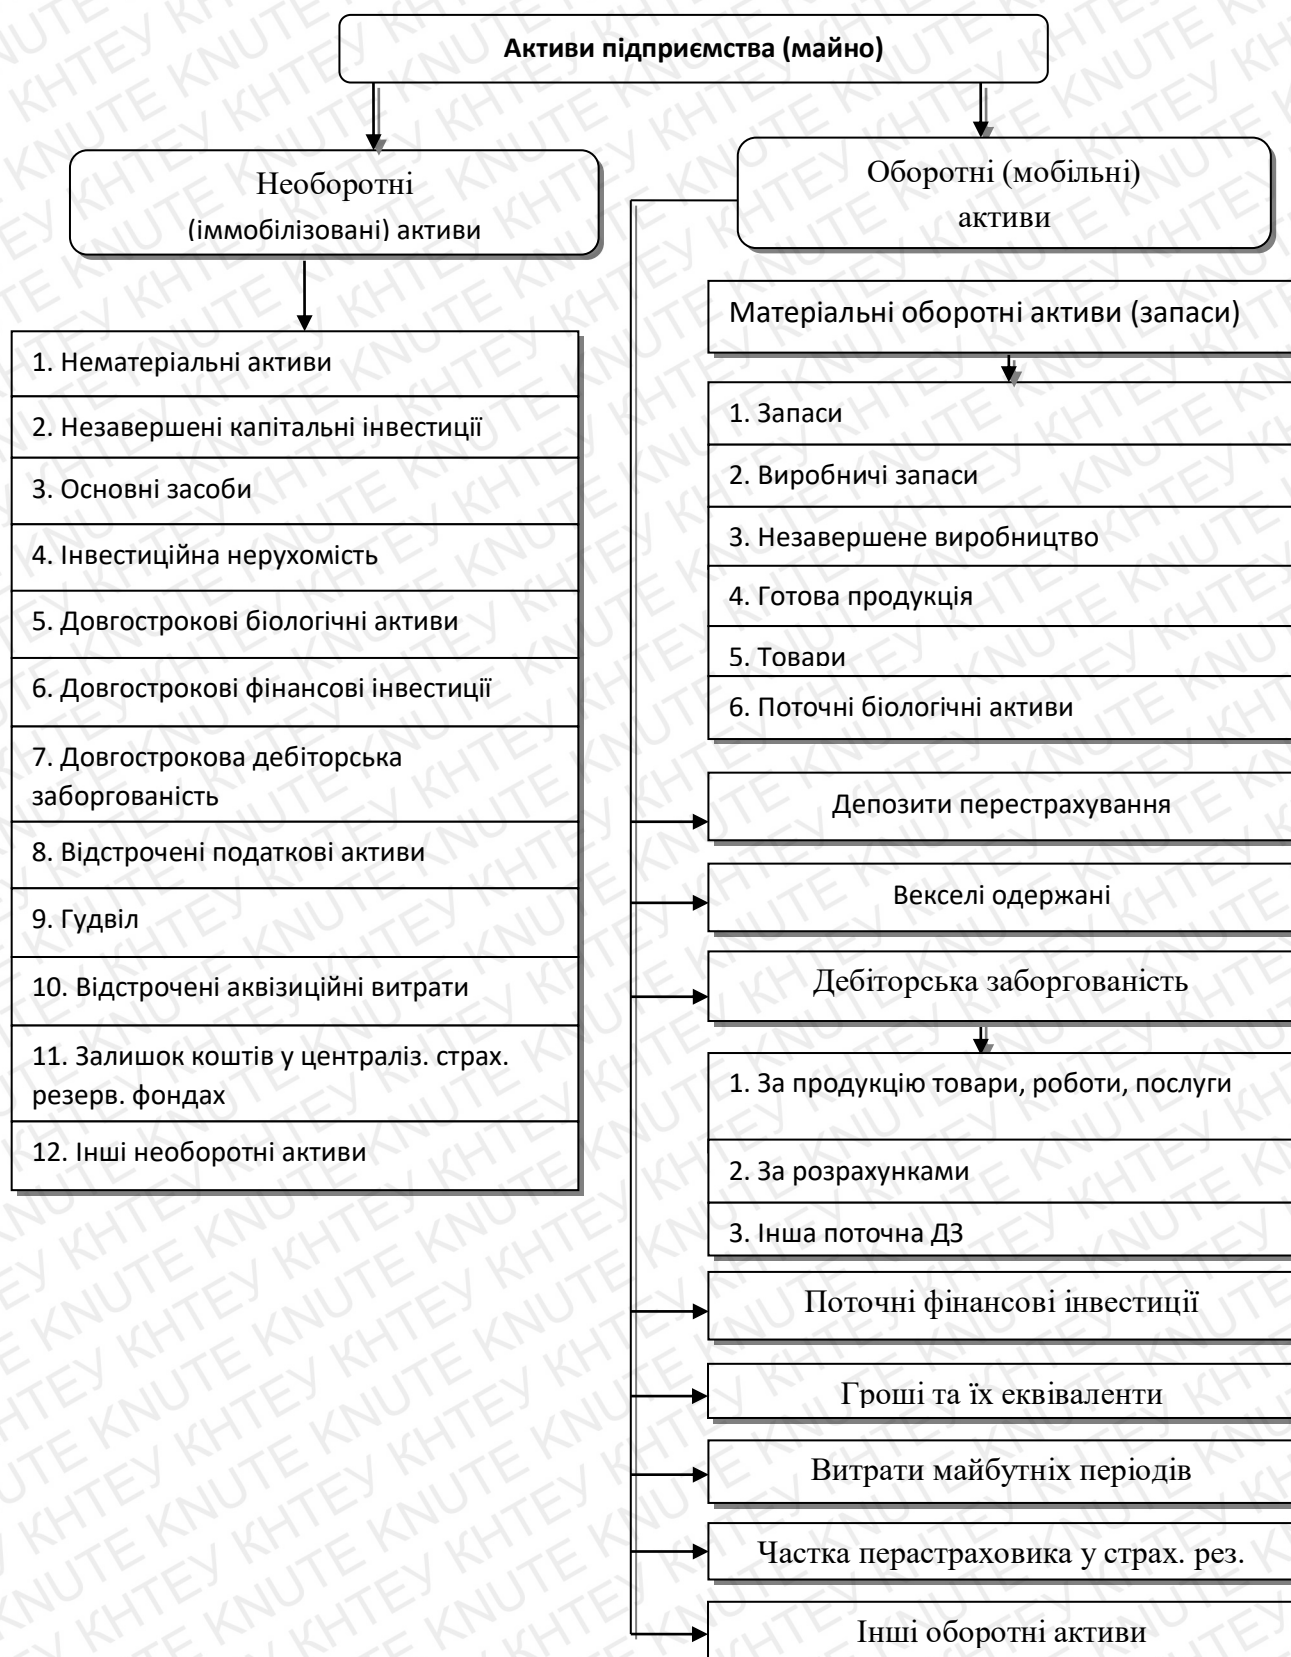 Активи підприємства (майно)
Необоротні
(іммобілізовані) активи
Оборотні (мобільні)
активи
1. Нематеріальні активи
2. Незавершені капітальні інвестиції
3. Основні засоби
4. Інвестиційна нерухомість
5. Довгострокові біологічні активи
6. Довгострокові фінансові інвестиції
7. Довгострокова дебіторська
заборгованість
8. Відстрочені податкові активи
9. Гудвіл
10. Відстрочені аквізиційні витрати
11. Залишок коштів у централіз. страх.
резерв. фондах
12. Інші необоротні активи
Матеріальні оборотні активи (запаси)
1. Запаси
2. Виробничі запаси
3. Незавершене виробництво
4. Готова продукція
5. Товари
6. Поточні біологічні активи
Депозити перестрахування
Векселі одержані
Дебіторська заборгованість
1. За продукцію товари, роботи, послуги
2. За розрахунками
3. Інша поточна ДЗ
Поточні фінансові інвестиції
Гроші та їх еквіваленти
Витрати майбутніх періодів
Частка перастраховика у страх. рез.
Інші оборотні активи